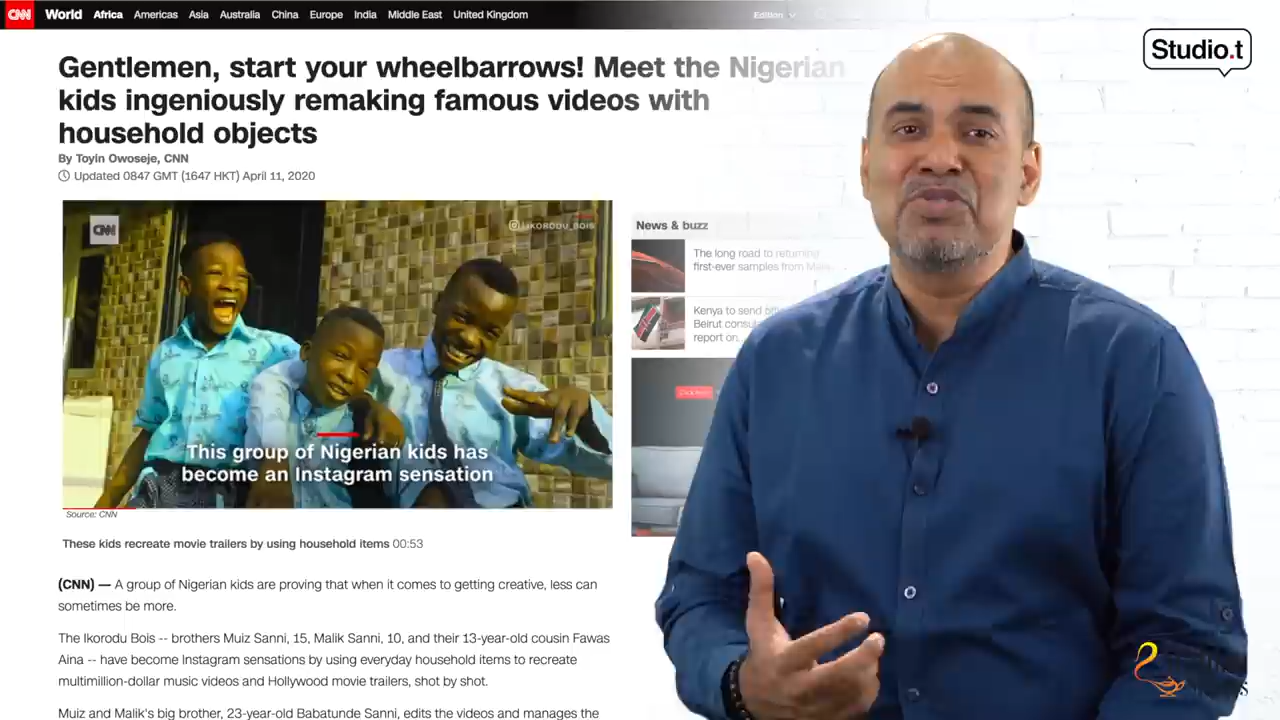 CNN World Africa Americas Asia Australia China Europe India Middle East United Kingdom Edition
Studio.t
Gentlemen, start your wheelbarrows! Meet the Nigerian
kids ingeniously remaking famous videos with
household objects
By Toyin Owoseje, CNN
Updated 0847 GMT (1647 HKT) April 11, 2020
CNN
IKORODU_BOIS
This group of Nigerian kids has
become an Instagram sensation
Source: CNN
These kids recreate movie trailers by using household items 00:53
News & buzz
The long road to returning
first-ever samples from
Kenya to send
Beirut
report on...
(CNN) — A group of Nigerian kids are proving that when it comes to getting creative, less can
sometimes be more.
The Ikorodu Bois -- brothers Muiz Sanni, 15, Malik Sanni, 10, and their 13-year-old cousin Fawas
Aina -- have become Instagram sensations by using everyday household items to recreate
multimillion-dollar music videos and Hollywood movie trailers, shot by shot.
Muiz and Malik's big brother, 23-year-old Babatunde Sanni, edits the videos and manages the